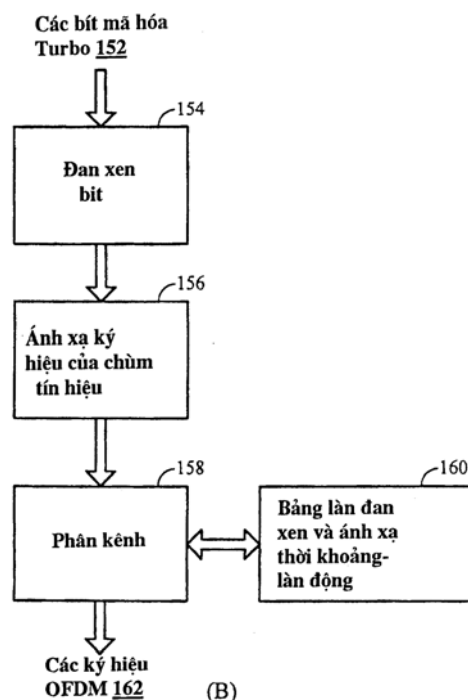 Các bít mã hóa
Turbo 152
154
Đan xen
bit
156
Ánh xạ ký
hiệu của chùm
tín hiệu
158
Phân kênh
160
Bảng làn đan
xen và ánh xạ
thời khoảng-
làn động
Các ký hiệu
OFDM 162
(B)